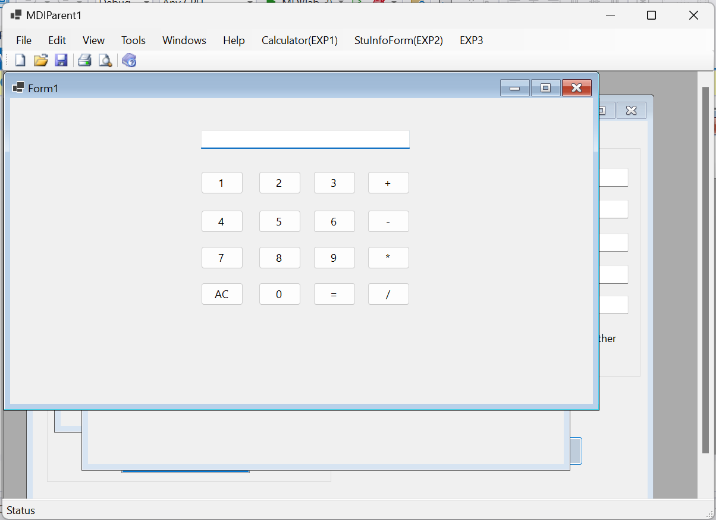 MDIParent1
File Edit View Tools Windows Help Calculator(EXP1) StuInfoForm(EXP2) EXP3
Form1
1 2 3 +
4 5 6 -
7 8 9 *
AC 0 = /
ther
Status